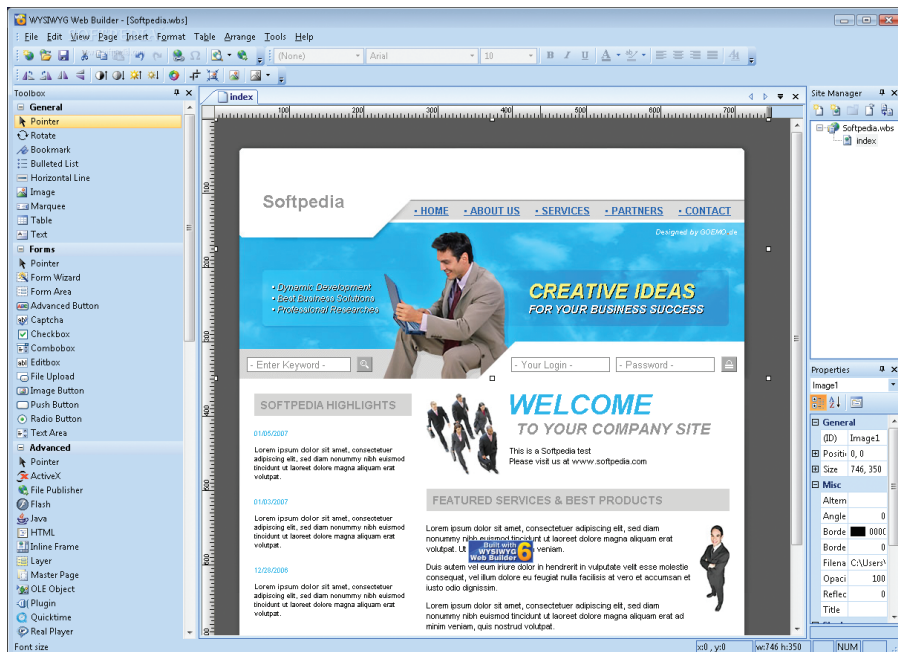 WYSIWYG Web Builder - [Softpedia.wbs]
File Edit View Page Insert Format Table Arrange Tools Help
(None) Arial 10 B I U A
Toolbox
General
Pointer
Rotate
Bookmark
Bulleted List
Horizontal Line
Image
Marquee
Table
Text
Forms
Pointer
Form Wizard
Form Area
Advanced Button
Captcha
Checkbox
Combobox
Editbox
File Upload
Image Button
Push Button
Radio Button
Text Area
Advanced
Pointer
ActiveX
File Publisher
Flash
Java
HTML
Inline Frame
Layer
Master Page
OLE Object
Plugin
Quicktime
Real Player
Font size
index
100 200 300 400 500 600 700
100
200
300
400
500
600
Softpedia
• HOME • ABOUT US • SERVICES • PARTNERS • CONTACT
Designed by GOEMO de
• Dynamic Development
• Best Business Solutions
• Professional Researches
CREATIVE IDEAS
FOR YOUR BUSINESS SUCCESS
- Enter Keyword - - Your Login - - Password -
SOFTPEDIA HIGHLIGHTS
01/05/2007
Lorem ipsum dolor sit amet, consectetuer
adipiscing elit, sed diam nonummy nibh euismod
tincidunt ut laoreet dolore magna aliquam erat
volutpat.
01/03/2007
Lorem ipsum dolor sit amet, consectetuer
adipiscing elit, sed diam nonummy nibh euismod
tincidunt ut laoreet dolore magna aliquam erat
volutpat.
12/28/2006
Lorem ipsum dolor sit amet, consectetuer
adipiscing elit, sed diam nonummy nibh euismod
tincidunt ut laoreet dolore magna aliquam erat
volutpat.
WELCOME
TO YOUR COMPANY SITE
This is a Softpedia test
Please visit us at www.softpedia.com
FEATURED SERVICES & BEST PRODUCTS
Lorem ipsum dolor sit amet, consectetuer adipiscing elit, sed diam
nonummy nibh euismod tincidunt ut laoreet dolore magna aliquam erat
volutpat. Ut veniam.
Built with
WYSIWYG
Web Builder 6
Duis autem vel eum iriure dolor in hendrerit in vulputate velit esse molestie
consequat, vel illum dolore eu feugiat nulla facilisis at vero et accumsan et
iusto odio dignissim.
Lorem ipsum dolor sit amet, consectetuer adipiscing elit, sed diam
nonummy nibh euismod tincidunt ut laoreet dolore magna aliquam erat ad
minim veniam, quis nostrud volutpat.
Site Manager
Softpedia.wbs
index
Properties
Image1
General
(ID) Image1
Positi 0, 0
Size 746, 350
Misc
Altern
Angle 0
Borde 000
Borde 0
Filena C:\Users\
Opaci 100
Reflec 0
Title
x:0 , y:0 w:746 h:350 NUM